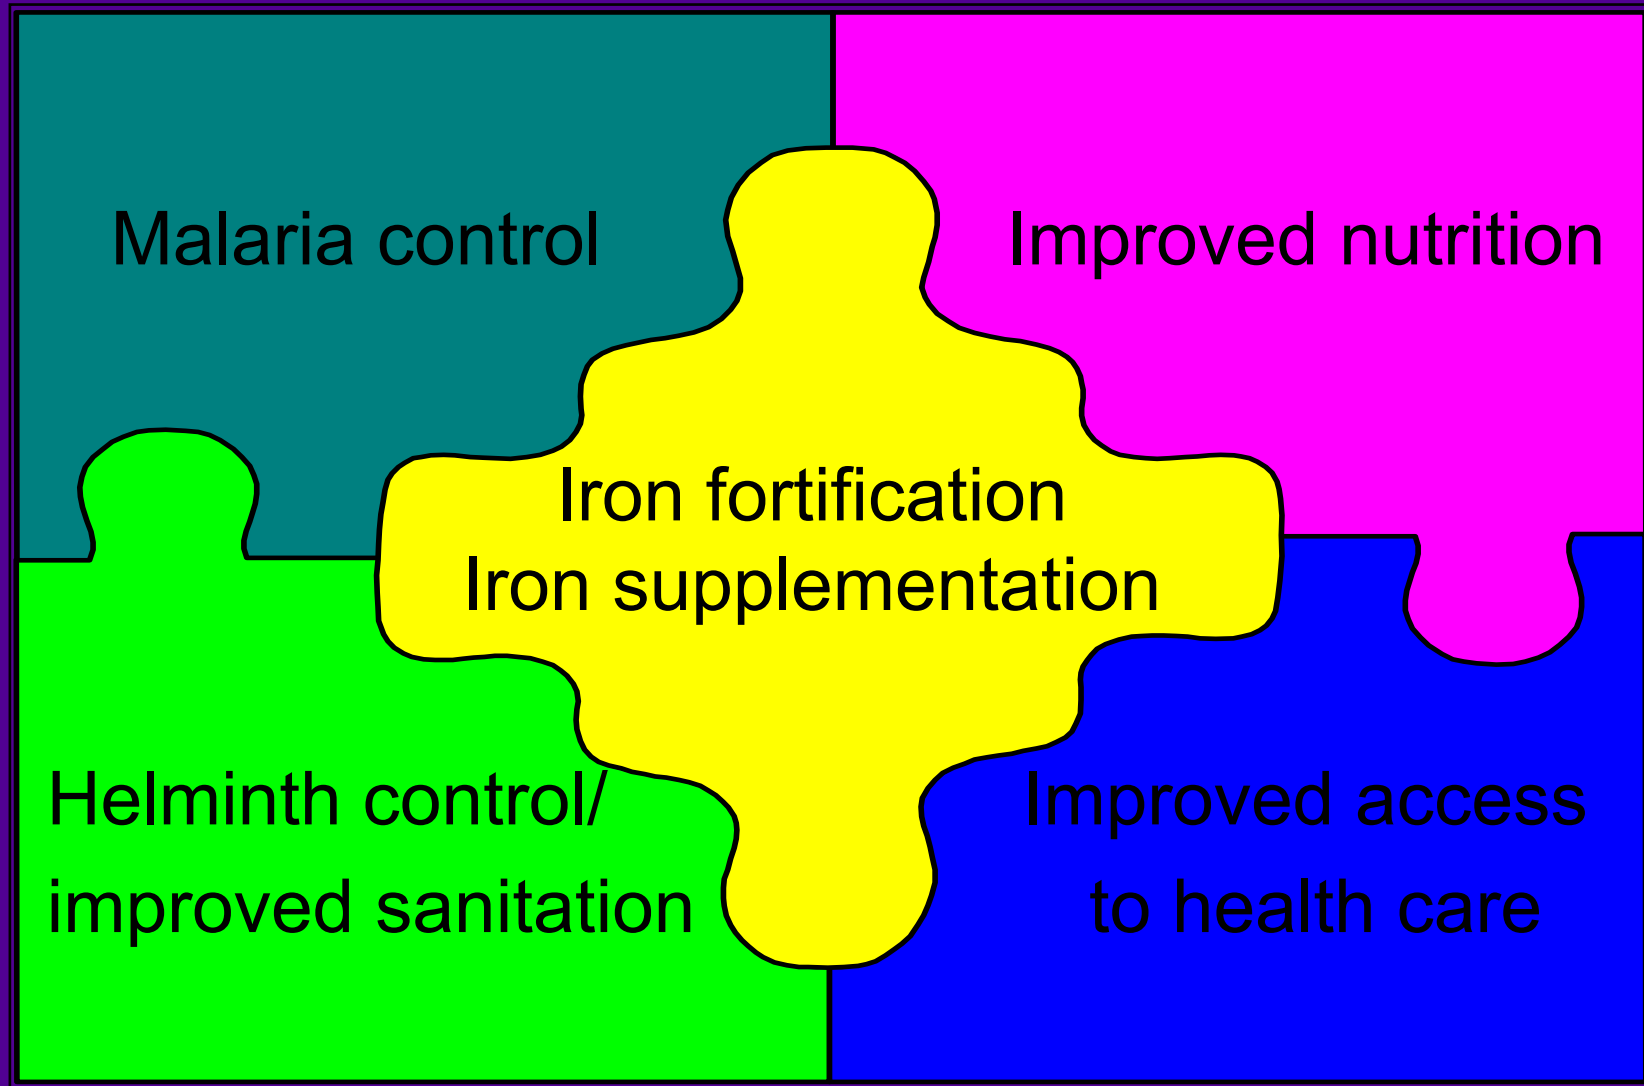 Malaria control
Improved nutrition
Iron fortification
Iron supplementation
Helminth control/
improved sanitation
Improved access
to health care